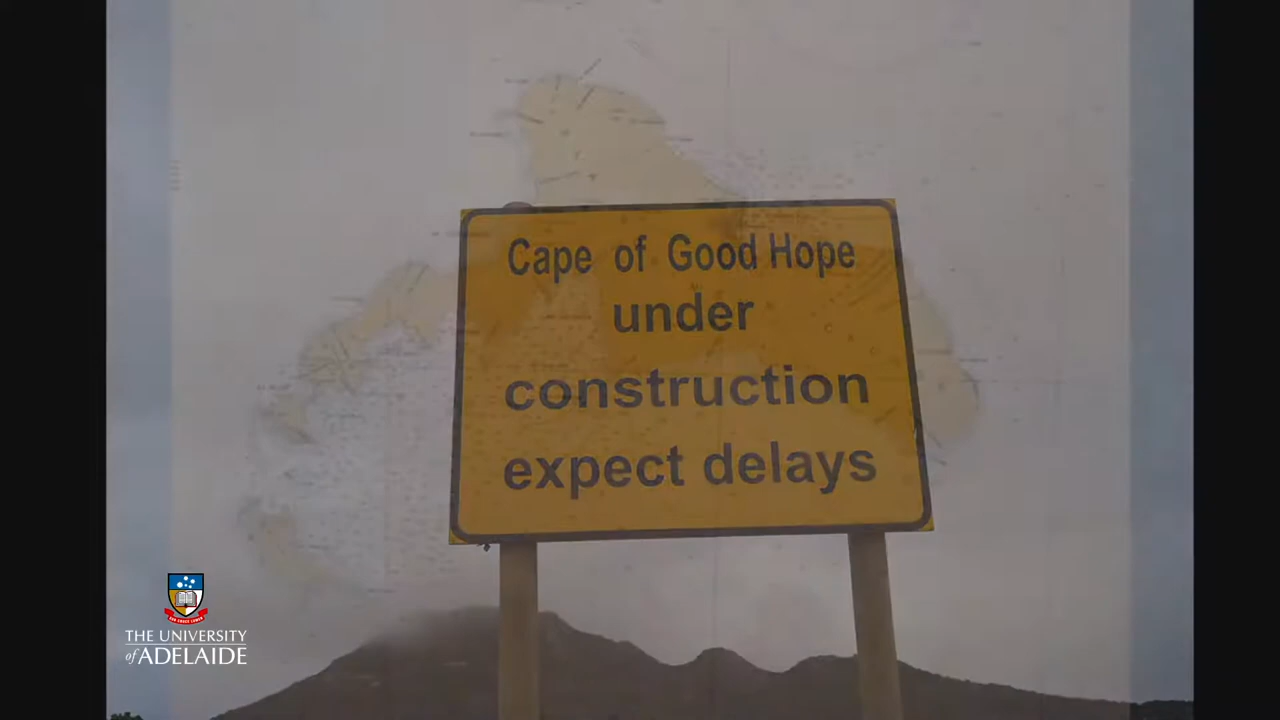 Cape of Good Hope
under
construction
expect delays
THE UNIVERSITY
of ADELAIDE